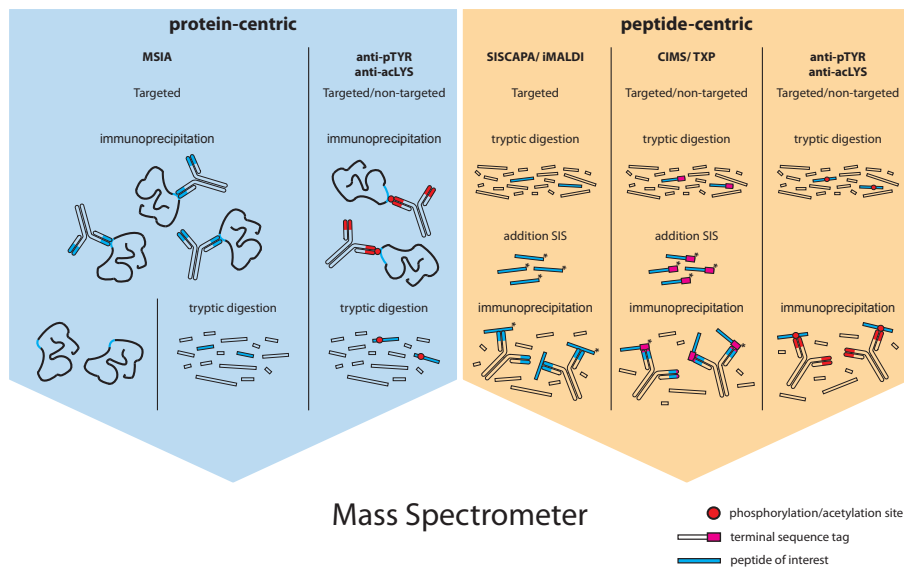 protein-centric
MSIA
Targeted
immunoprecipitation
tryptic digestion
anti-pTYR
anti-acLYS
Targeted/non-targeted
immunoprecipitation
tryptic digestion
peptide-centric
SISCAPA/ iMALDI
Targeted
tryptic digestion
addition SIS
* * * *
immunoprecipitation
* *
CIMS/ TXP
Targeted/non-targeted
tryptic digestion
addition SIS
* * * *
immunoprecipitation
* *
anti-pTYR
anti-acLYS
Targeted/non-targeted
tryptic digestion
immunoprecipitation
Mass Spectrometer
phosphorylation/acetylation site
terminal sequence tag
peptide of interest